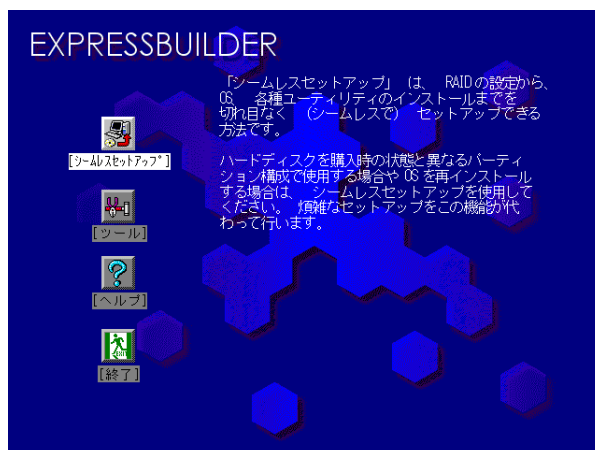 EXPRESSBUILDER
「シームレスセットアップ」 は、 RAIDの設定から、
OS、 各種ユーティリティのインストールまでを
切れ目なく (シームレスで) セットアップできる
方法です。
ハードディスクを購入時の状態と異なるパーティ
ション構成で使用する場合や OS を再インストール
する場合は、 シームレスセットアップを使用して
ください。 煩雑なセットアップをこの機能が代
わって行います。
[シームレスセットアップ]
[ツール]
[ヘルプ]
EXIT
[終了]